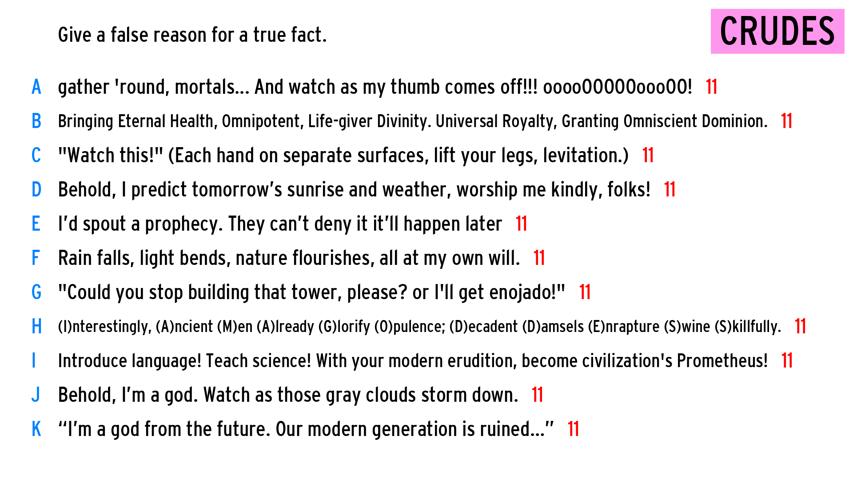 Give a false reason for a true fact.
CRUDES
A gather 'round, mortals... And watch as my thumb comes off!!! ooooOOOOOoooOO! 11
B Bringing Eternal Health, Omnipotent, Life-giver Divinity. Universal Royalty, Granting Omniscient Dominion. 11
C "Watch this!" (Each hand on separate surfaces, lift your legs, levitation.) 11
D Behold, I predict tomorrow's sunrise and weather, worship me kindly, folks! 11
E I'd spout a prophecy. They can't deny it it'll happen later 11
F Rain falls, light bends, nature flourishes, all at my own will. 11
G "Could you stop building that tower, please? or I'll get enojado!" 11
H (I)nterestingly, (A)ncient (M)en (A)lready (G)lorify (O)pulence; (D)ecadent (D)amsels (E)nrapture (S)wine (S)killfully. 11
I Introduce language! Teach science! With your modern erudition, become civilization's Prometheus! 11
J Behold, I'm a god. Watch as those gray clouds storm down. 11
K “I'm a god from the future. Our modern generation is ruined...” 11